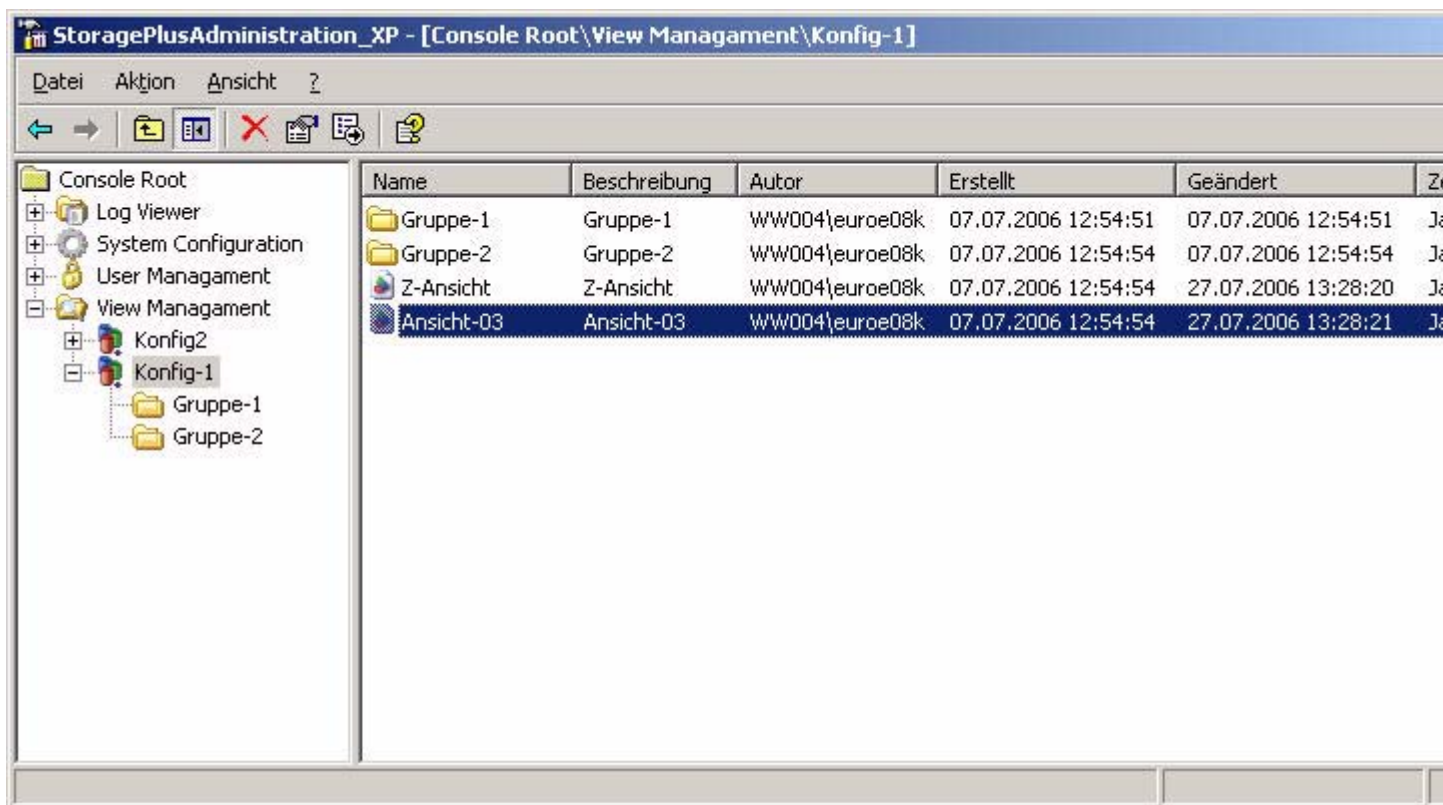 StoragePlusAdministration_XP - [Console Root\View Managament\Konfig-1]
Datei Aktion Ansicht ?
Console Root
Log Viewer
System Configuration
User Managament
View Managament
Konfig2
Konfig-1
Gruppe-1
Gruppe-2
Name Beschreibung Autor Erstellt Geändert
Gruppe-1 Gruppe-1 WW004\euroe08k 07.07.2006 12:54:51 07.07.2006 12:54:51
Gruppe-2 Gruppe-2 WW004\euroe08k 07.07.2006 12:54:54 07.07.2006 12:54:54
Z-Ansicht Z-Ansicht WW004\euroe08k 07.07.2006 12:54:54 27.07.2006 13:28:20
Ansicht-03 Ansicht-03 WW004\euroe08k 07.07.2006 12:54:54 27.07.2006 13:28:21